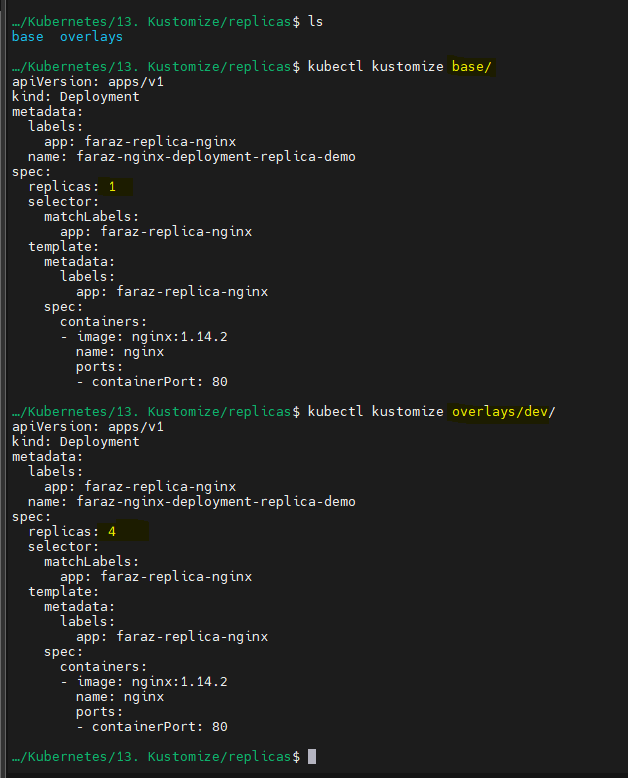 …/Kubernetes/13. Kustomize/replicas$ ls
base  overlays
…/Kubernetes/13. Kustomize/replicas$ kubectl kustomize base/
apiVersion: apps/v1
kind: Deployment
metadata:
  labels:
    app: faraz-replica-nginx
  name: faraz-nginx-deployment-replica-demo
spec:
  replicas: 1
  selector:
    matchLabels:
      app: faraz-replica-nginx
  template:
    metadata:
      labels:
        app: faraz-replica-nginx
    spec:
      containers:
      - image: nginx:1.14.2
        name: nginx
        ports:
        - containerPort: 80
…/Kubernetes/13. Kustomize/replicas$ kubectl kustomize overlays/dev/
apiVersion: apps/v1
kind: Deployment
metadata:
  labels:
    app: faraz-replica-nginx
  name: faraz-nginx-deployment-replica-demo
spec:
  replicas: 4
  selector:
    matchLabels:
      app: faraz-replica-nginx
  template:
    metadata:
      labels:
        app: faraz-replica-nginx
    spec:
      containers:
      - image: nginx:1.14.2
        name: nginx
        ports:
        - containerPort: 80
…/Kubernetes/13. Kustomize/replicas$